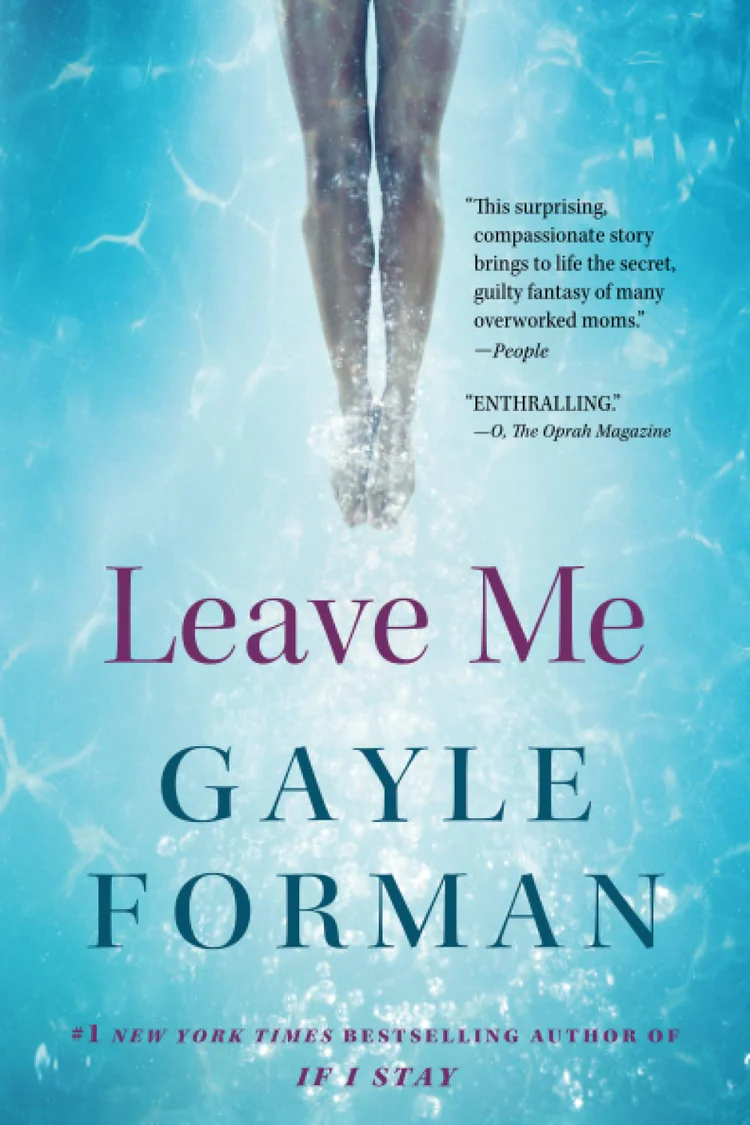 “This surprising,
compassionate story
brings to life the secret,
guilty fantasy of many
overworked moms.”
—People
“ENTHRALLING.”
—O, The Oprah Magazine
Leave Me
GAYLE
FORMAN
#1 NEW YORK TIMES BESTSELLING AUTHOR OF
IF I STAY